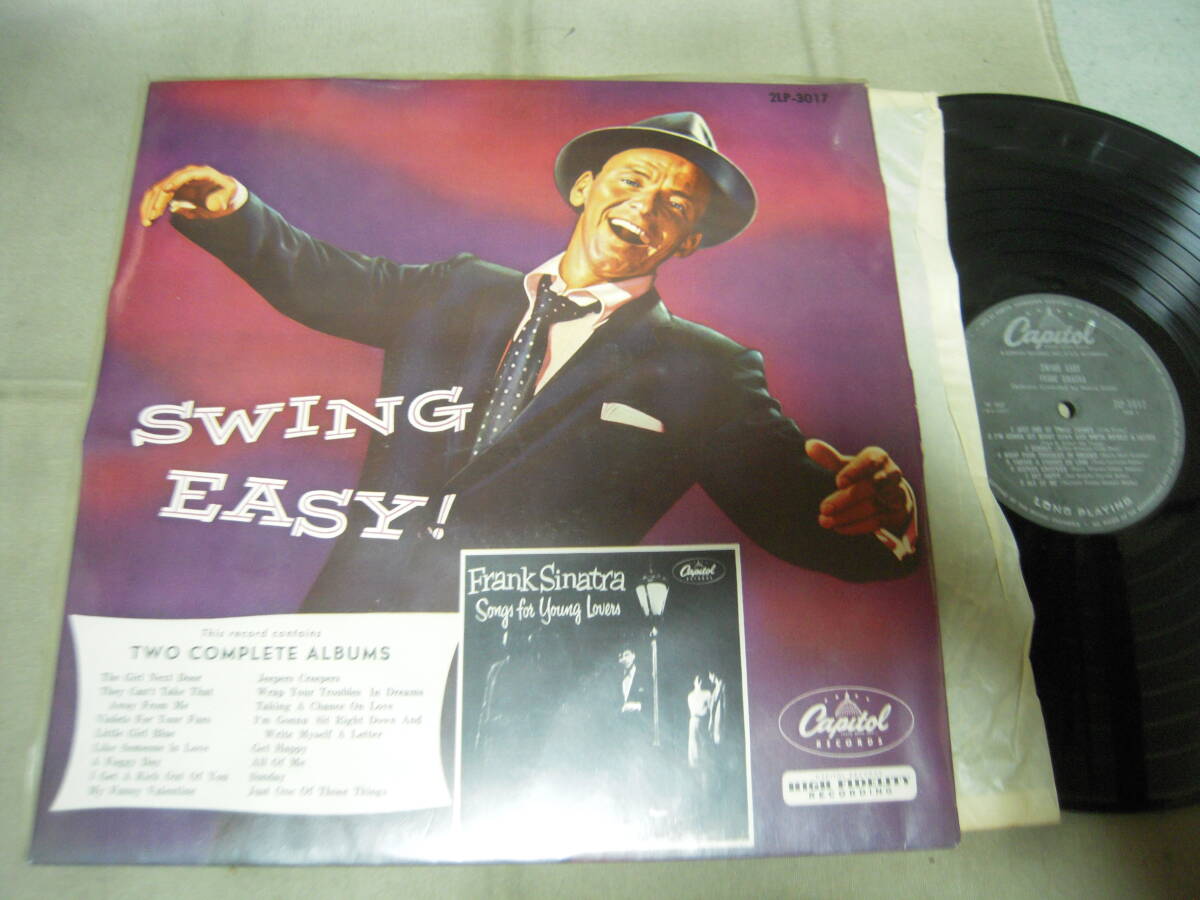 2LP-3017
SWING
EASY!
This record contains
TWO COMPLETE ALBUMS
The Girl Next Door
They Can't Take That
Away From Me
Violets For Your Furs
Little Girl Blue
Like Someone In Love
A Foggy Day
I Get A Kick Out Of You
My Funny Valentine
Jeepers Creepers
Wrap Your Troubles In Dreams
Taking A Chance On Love
I'm Gonna Sit Right Down And
Write Myself A Letter
Get Happy
All Of Me
Sunday
Just One Of Those Things
Frank Sinatra
Songs for Young Lovers
Capitol
RECORDS
Capitol
RECORDS
HIGH FIDELITY
RECORDING
Capitol
SWING EASY
FRANK SINATRA
2LP-3017
LONG PLAYING